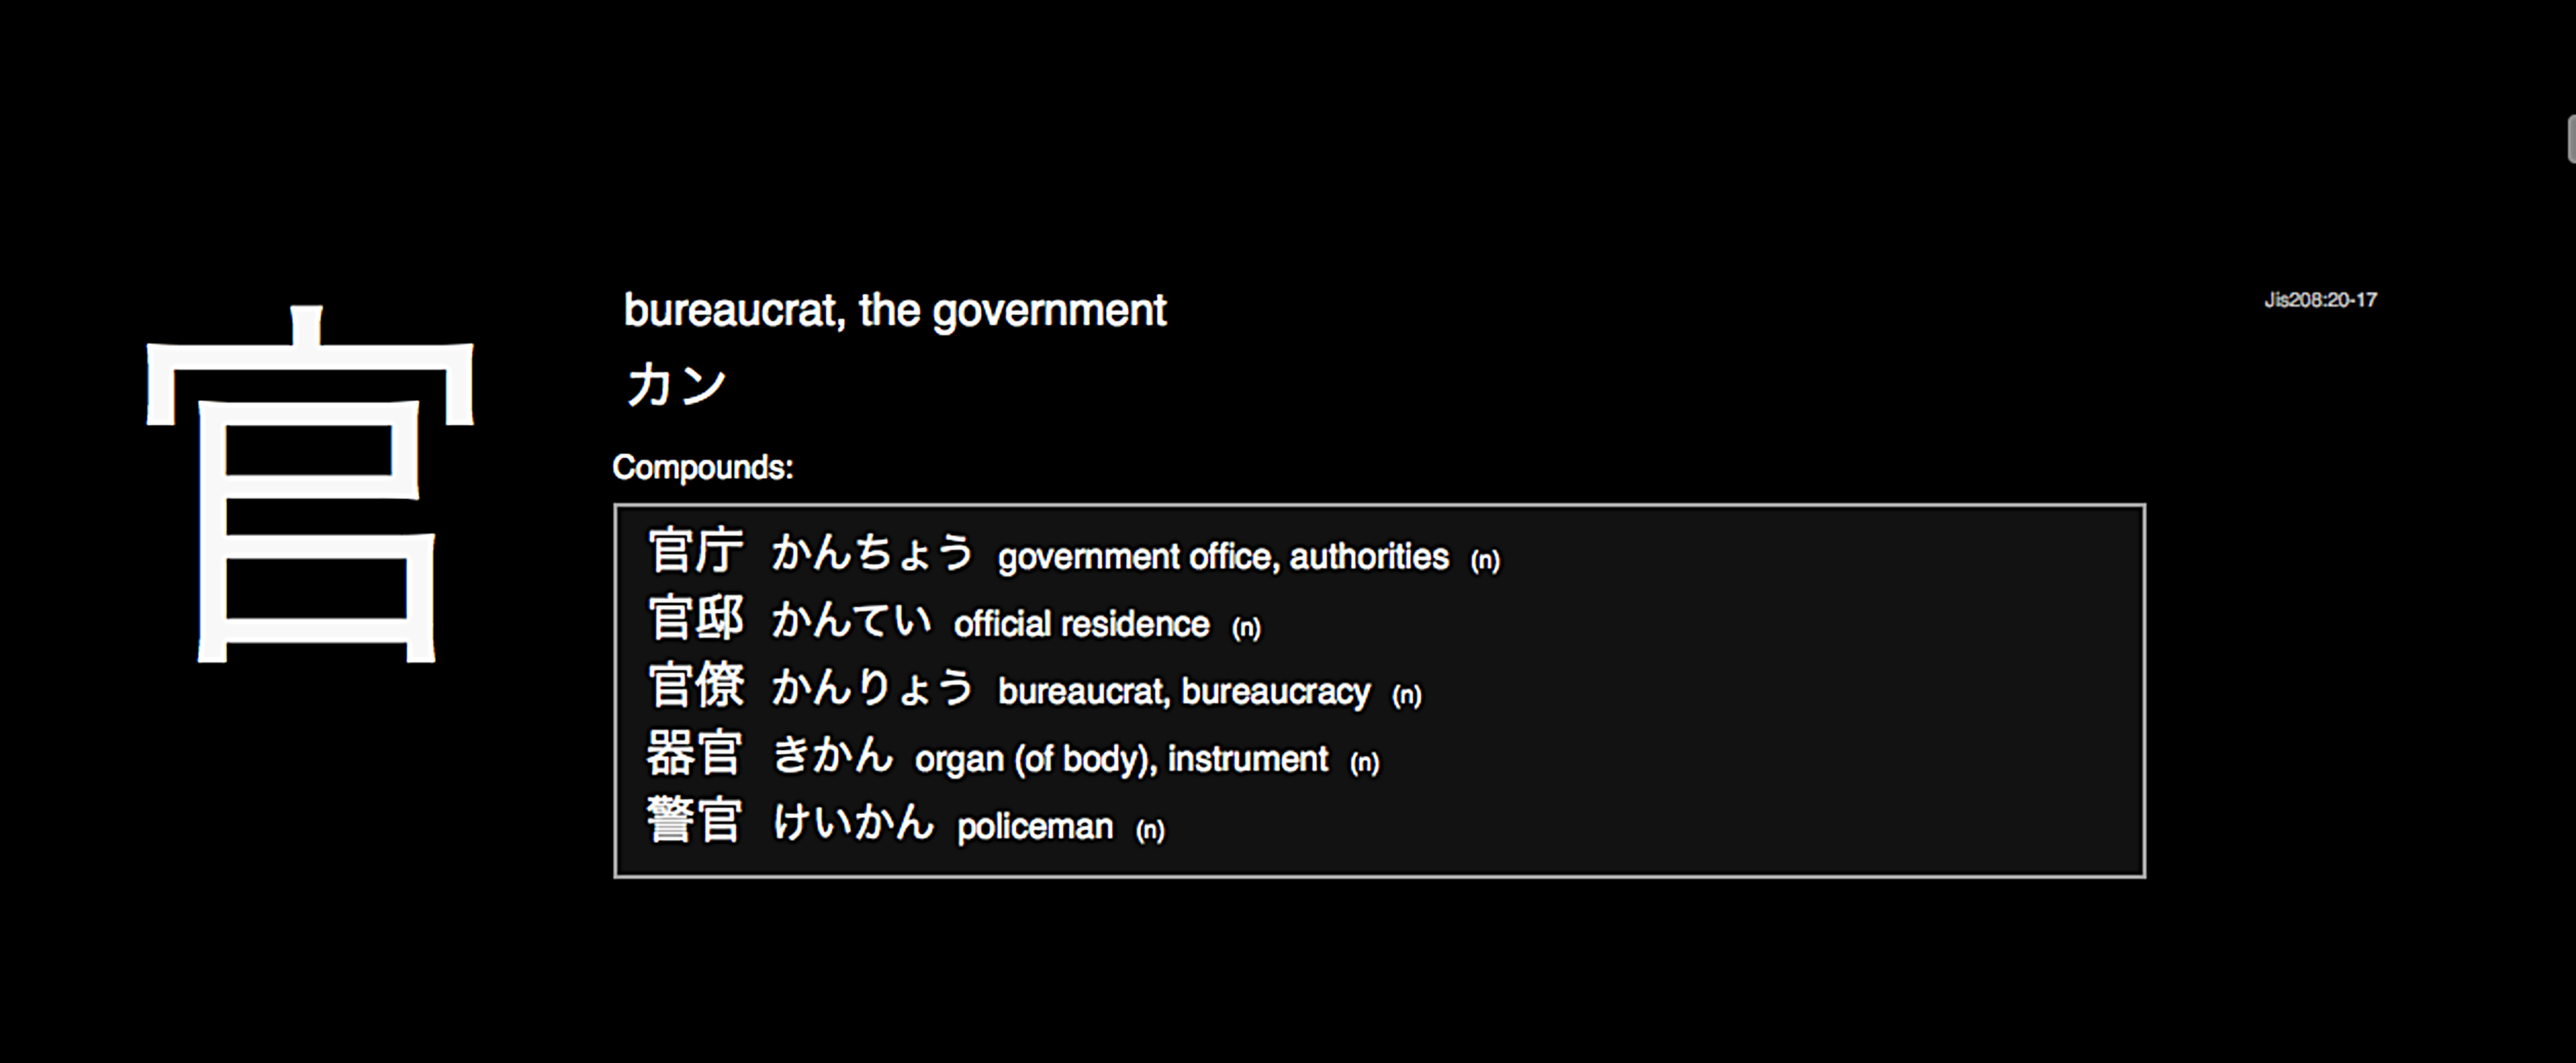 官
bureaucrat, the government
Jis208:20-17
カン
Compounds:
官庁 かんちょう government office, authorities (n)
官邸 かんてい official residence (n)
官僚 かんりょう bureaucrat, bureaucracy (n)
器官 きかん organ (of body), instrument (n)
警官 けいかん policeman (n)